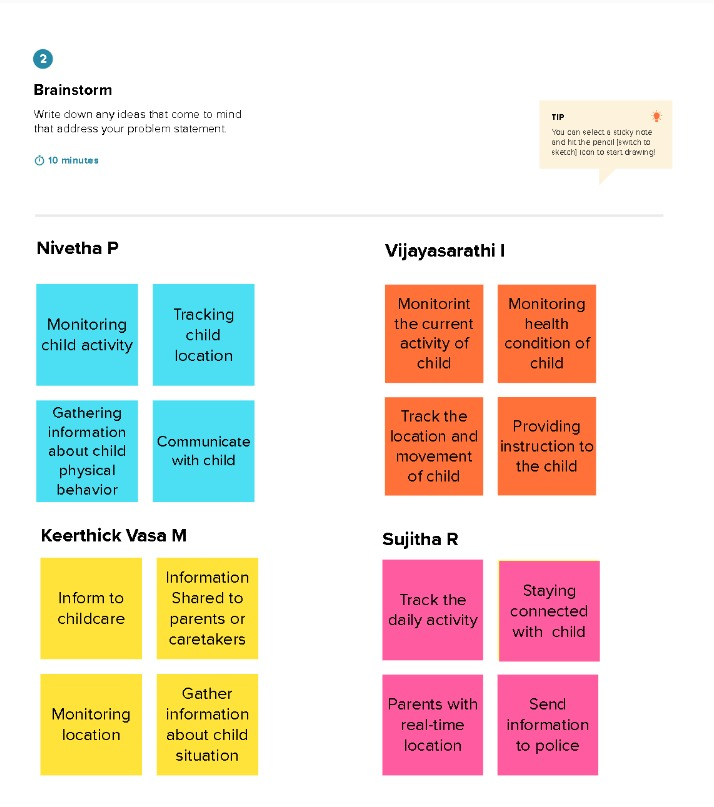 2
Brainstorm
Write down any ideas that come to mind
that address your problem statement.
10 minutes
TIP
You can select a sticky note
and hit the pencil [switch to
sketch] icon to start drawing!
Nivetha P
Monitoring
child activity
Tracking
child
location
Gathering
information
about child
physical
behavior
Communicate
with child
Vijayasarathi I
Monitorint
the current
activity of
child
Monitoring
health
condition of
child
Track the
location and
movement
of child
Providing
instruction to
the child
Keerthick Vasa M
Inform to
childcare
Information
Shared to
parents or
caretakers
Monitoring
location
Gather
information
about child
situation
Sujitha R
Track the
daily activity
Staying
connected
with child
Parents with
real-time
location
Send
information
to police